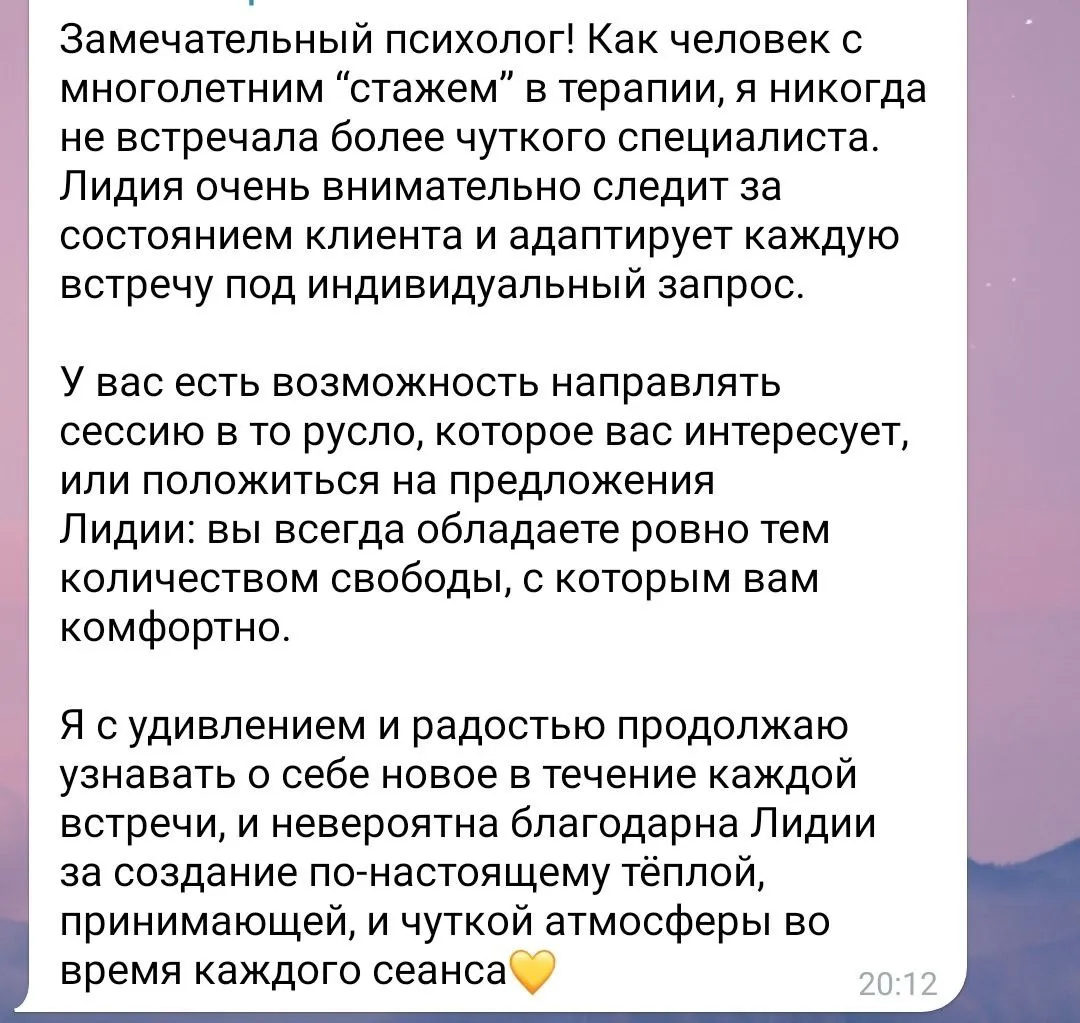 Замечательный психолог! Как человек с
многолетним “стажем” в терапии, я никогда
не встречала более чуткого специалиста.
Лидия очень внимательно следит за
состоянием клиента и адаптирует каждую
встречу под индивидуальный запрос.
У вас есть возможность направлять
сессию в то русло, которое вас интересует,
или положиться на предложения
Лидии: вы всегда обладаете ровно тем
количеством свободы, с которым вам
комфортно.
Я с удивлением и радостью продолжаю
узнавать о себе новое в течение каждой
встречи, и невероятна благодарна Лидии
за создание по-настоящему тёплой,
принимающей, и чуткой атмосферы во
время каждого сеанса💛
20:12